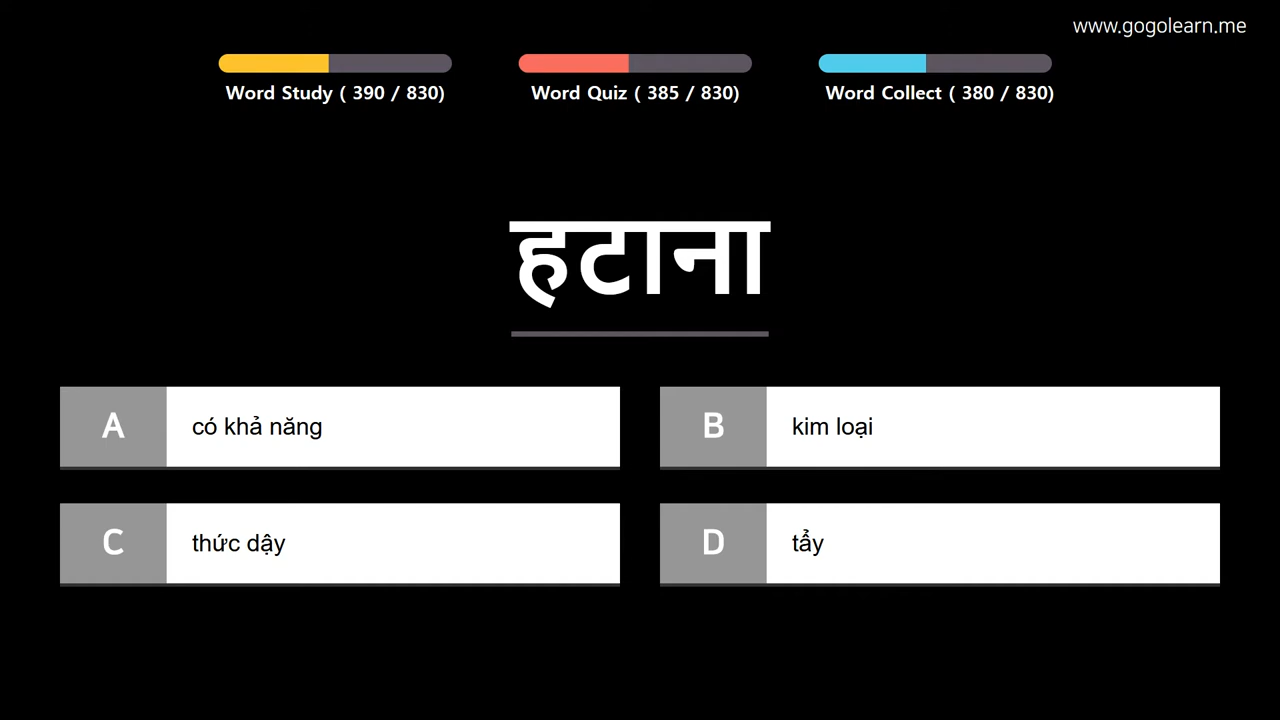 www.gogolearn.me
Word Study ( 390 / 830)
Word Quiz ( 385 / 830)
Word Collect ( 380 / 830)
हटाना
A
có khả năng
B
kim loại
C
thức dậy
D
tẩy